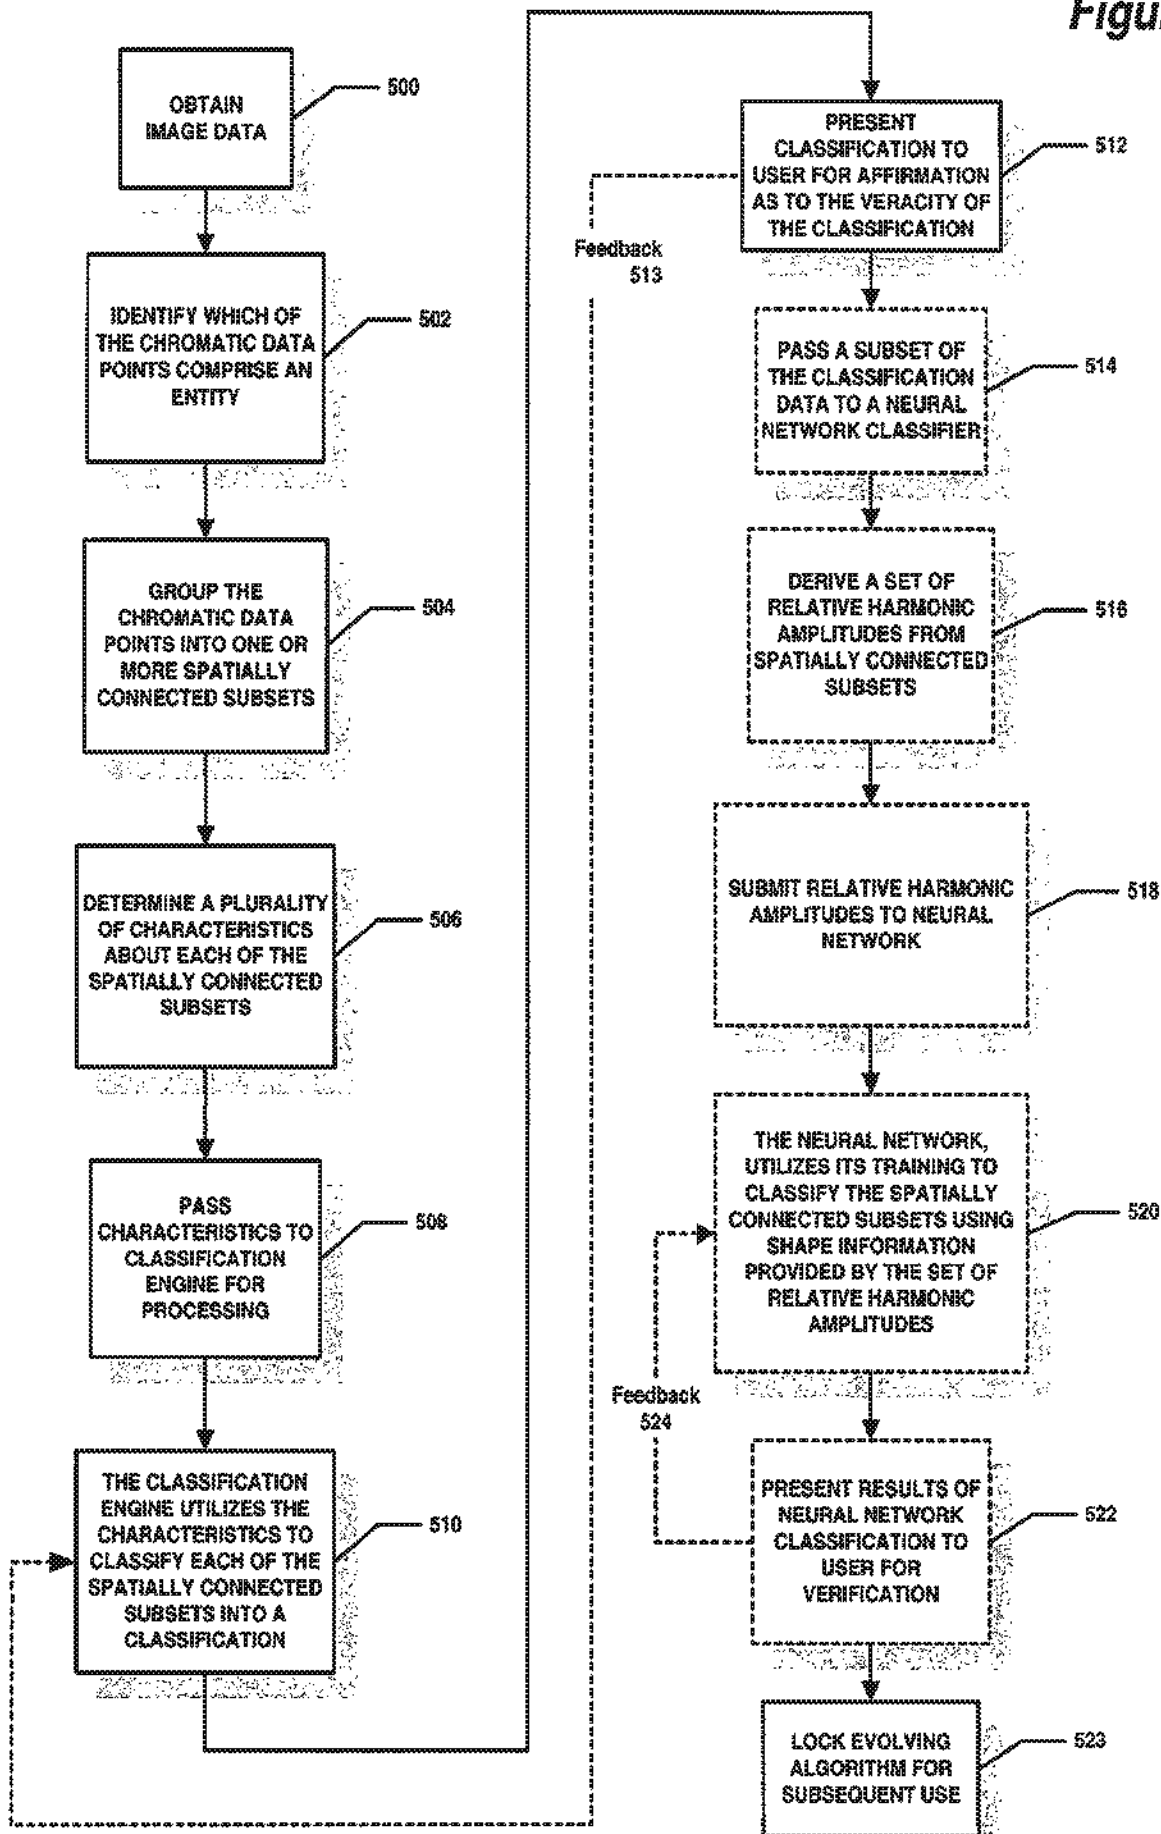 Figur
OBTAIN
IMAGE DATA
500
IDENTIFY WHICH OF
THE CHROMATIC DATA
POINTS COMPRISE AN
ENTITY
502
GROUP THE
CHROMATIC DATA
POINTS INTO ONE OR
MORE SPATIALLY
CONNECTED SUBSETS
504
DETERMINE A PLURALITY
OF CHARACTERISTICS
ABOUT EACH OF THE
SPATIALLY CONNECTED
SUBSETS
506
PASS
CHARACTERISTICS TO
CLASSIFICATION
ENGINE FOR
PROCESSING
508
THE CLASSIFICATION
ENGINE UTILIZES THE
CHARACTERISTICS TO
CLASSIFY EACH OF THE
SPATIALLY CONNECTED
SUBSETS INTO A
CLASSIFICATION
510
PRESENT
CLASSIFICATION TO
USER FOR AFFIRMATION
AS TO THE VERACITY OF
THE CLASSIFICATION
512
Feedback
513
PASS A SUBSET OF
THE CLASSIFICATION
DATA TO A NEURAL
NETWORK CLASSIFIER
514
DERIVE A SET OF
RELATIVE HARMONIC
AMPLITUDES FROM
SPATIALLY CONNECTED
SUBSETS
516
SUBMIT RELATIVE HARMONIC
AMPLITUDES TO NEURAL
NETWORK
518
THE NEURAL NETWORK,
UTILIZES ITS TRAINING TO
CLASSIFY THE SPATIALLY
CONNECTED SUBSETS USING
SHAPE INFORMATION
PROVIDED BY THE SET OF
RELATIVE HARMONIC
AMPLITUDES
520
Feedback
524
PRESENT RESULTS OF
NEURAL NETWORK
CLASSIFICATION TO
USER FOR
VERIFICATION
522
LOCK EVOLVING
ALGORITHM FOR
SUBSEQUENT USE
523